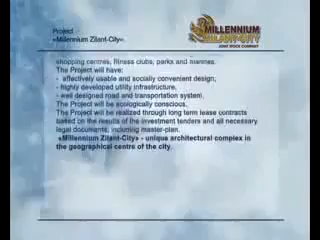 Project
«Millennium Zilant-City».
MILLENNIUM
ZILANT-CITY
JOINT STOCK COMPANY
shopping centres, fitness clubs, parks and marines.
The Project will have:
- effectively usable and socially convenient design;
- highly developed utility infrastructure,
- well designed road and transportation system.
The Project will be ecologically conscious.
The Project will be realized through long term lease contracts
based on the results of the investment tenders and all necessary
legal documents, including master-plan.
«Millennium Zilant-City» - unique architectural complex in
the geographical centre of the city.